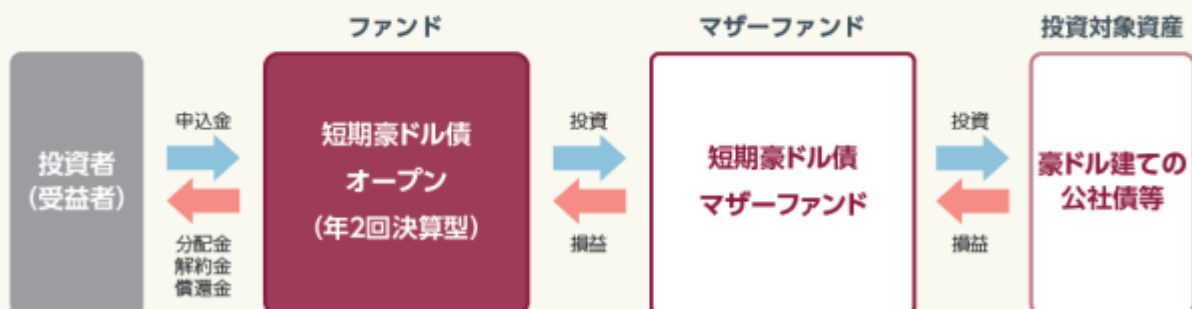 ファンド
マザーファンド
投資対象資産
投資者
(受益者)
申込金
分配金
解約金
償還金
短期豪ドル債
オープン
(年2回決算型)
投資
損益
短期豪ドル債
マザーファンド
投資
損益
豪ドル建ての
公社債等